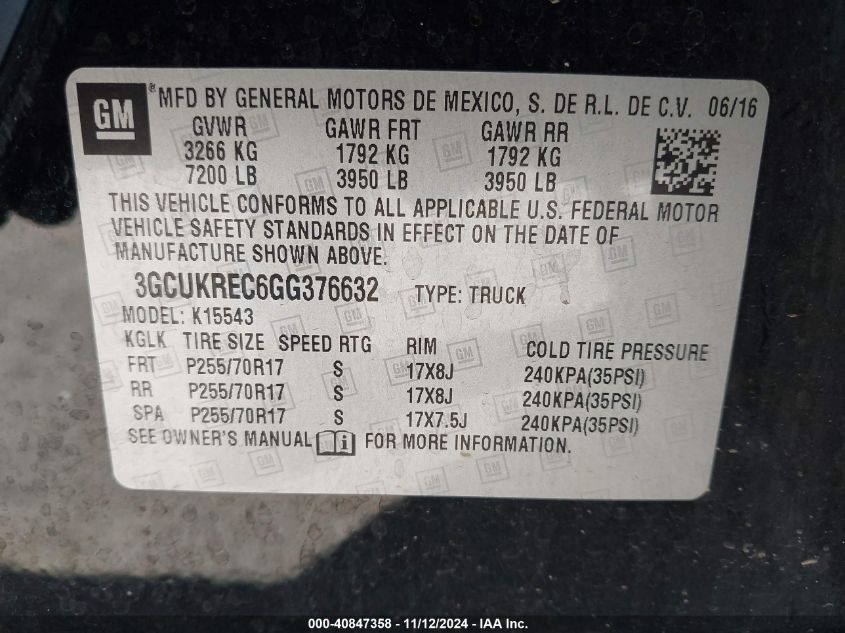 GM ® MFD BY GENERAL MOTORS DE MEXICO, S. DE R.L. DE C.V. 06/16
GVWR GAWR FRT GAWR RR
3266 KG 1792 KG 1792 KG
7200 LB 3950 LB 3950 LB
THIS VEHICLE CONFORMS TO ALL APPLICABLE U.S. FEDERAL MOTOR
VEHICLE SAFETY STANDARDS IN EFFECT ON THE DATE OF
MANUFACTURE SHOWN ABOVE.
3GCUKREC6GG376632 TYPE: TRUCK
MODEL: K15543
KGLK TIRE SIZE SPEED RTG RIM COLD TIRE PRESSURE
FRT P255/70R17 S 17X8J 240KPA(35PSI)
RR P255/70R17 S 17X8J 240KPA(35PSI)
SPA P255/70R17 S 17X7.5J 240KPA(35PSI)
SEE OWNER'S MANUAL FOR MORE INFORMATION.
000-40847358 - 11/12/2024 - IAA Inc.